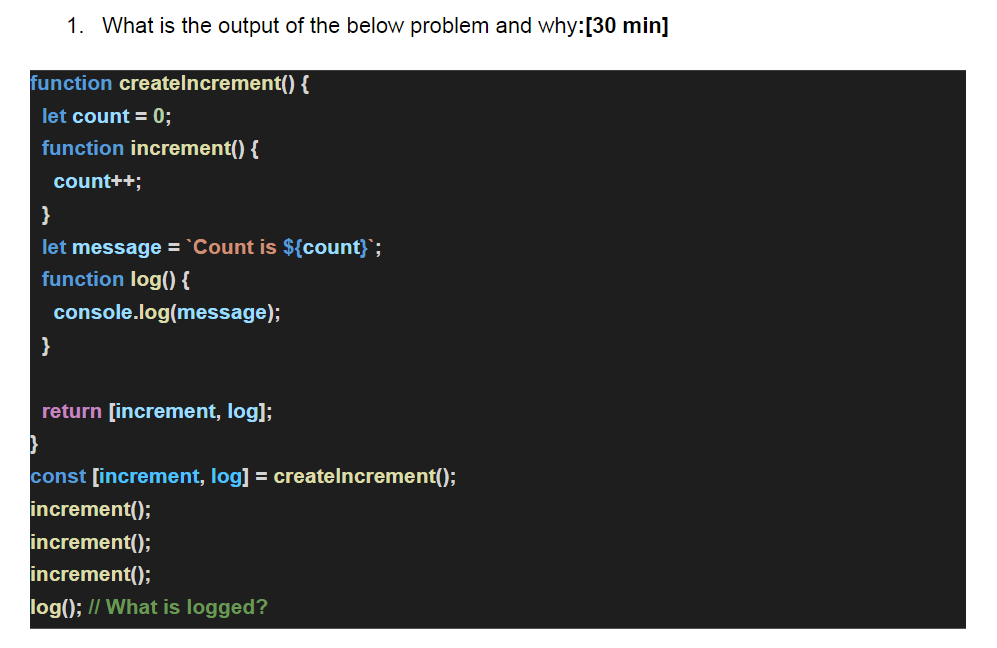 1. What is the output of the below problem and why:[30 min]
function createIncrement() {
let count = 0;
function increment() {
count++;
}
let message = `Count is ${count}`;
function log() {
console.log(message);
}
return [increment, log];
}
const [increment, log] = createIncrement();
increment();
increment();
increment();
log(); // What is logged?